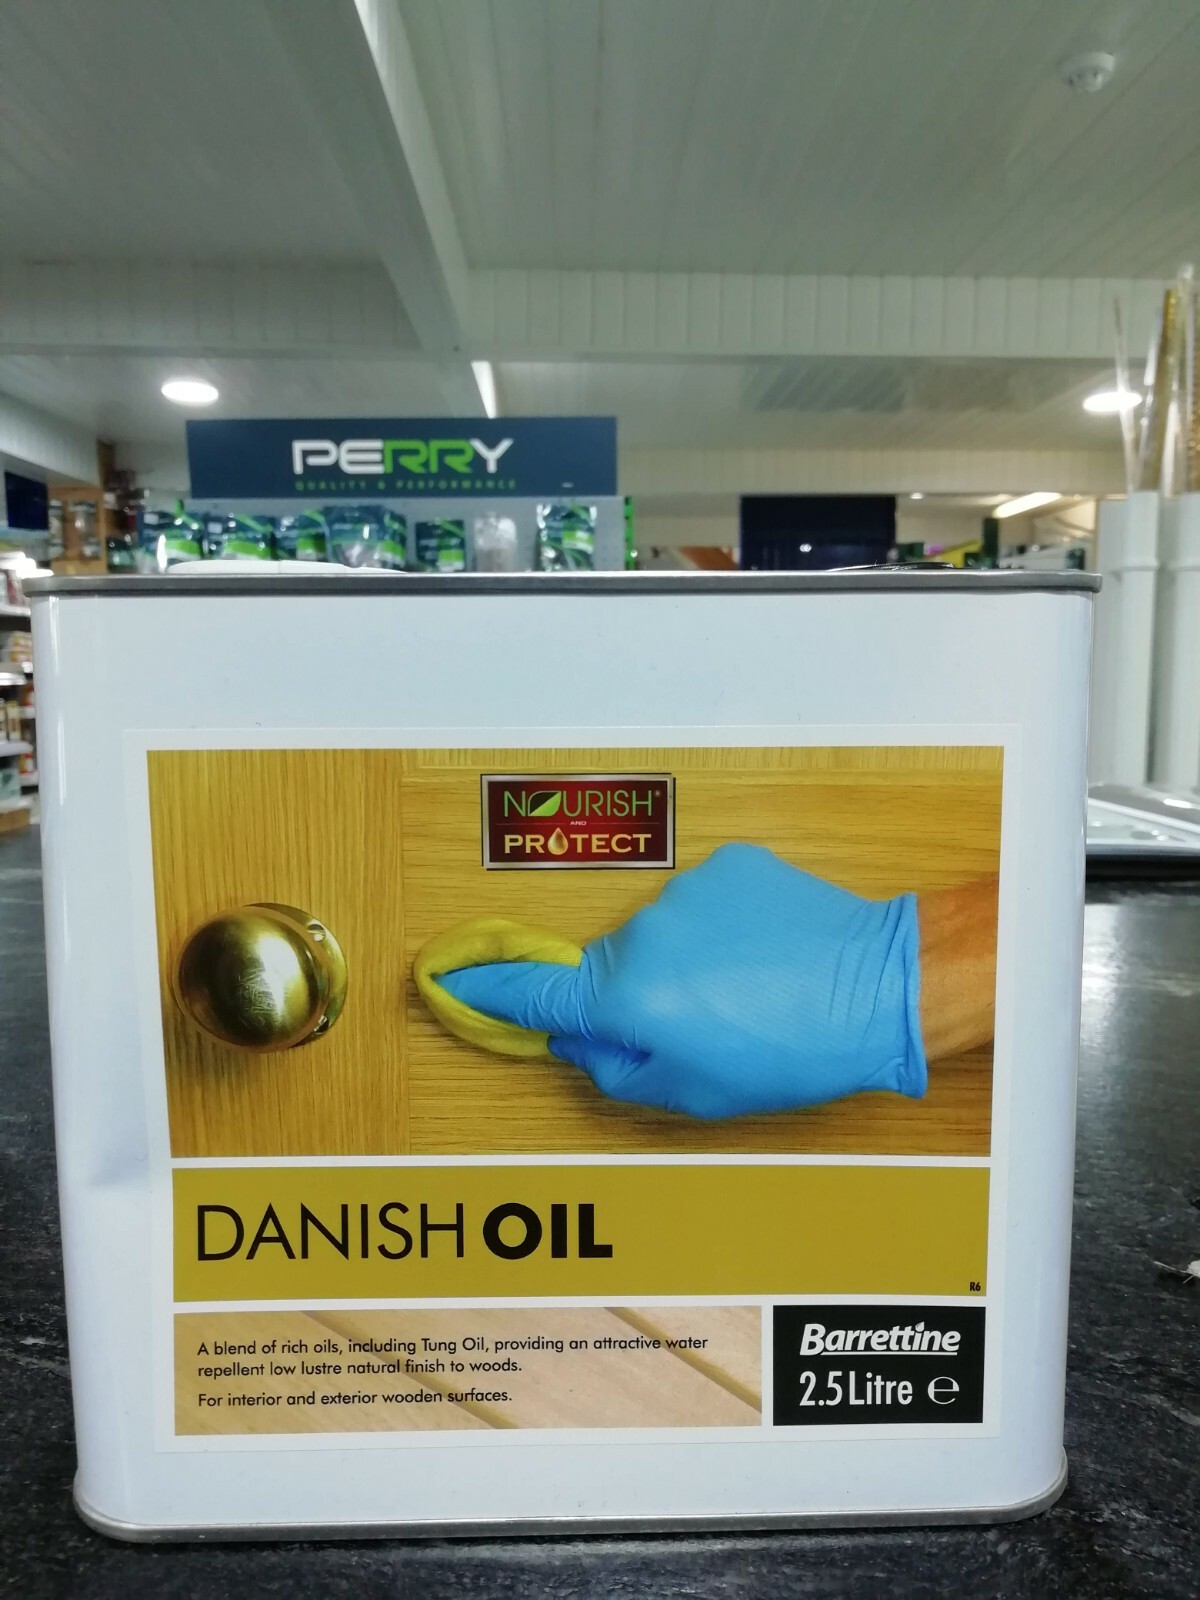 PERRY
QUALITY & PERFORMANCE
NOURISH®
AND
PROTECT
DANISH OIL
R6
A blend of rich oils, including Tung Oil, providing an attractive water
repellent low lustre natural finish to woods.
For interior and exterior wooden surfaces.
Barrettine
2.5 Litre ℮